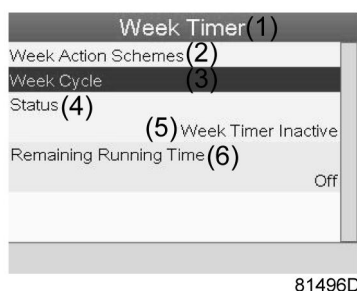 Week Timer(1)
Week Action Schemes(2)
Week Cycle (3)
Status(4)
(5)Week Timer Inactive
Remaining Running Time(6)
Off
81496D